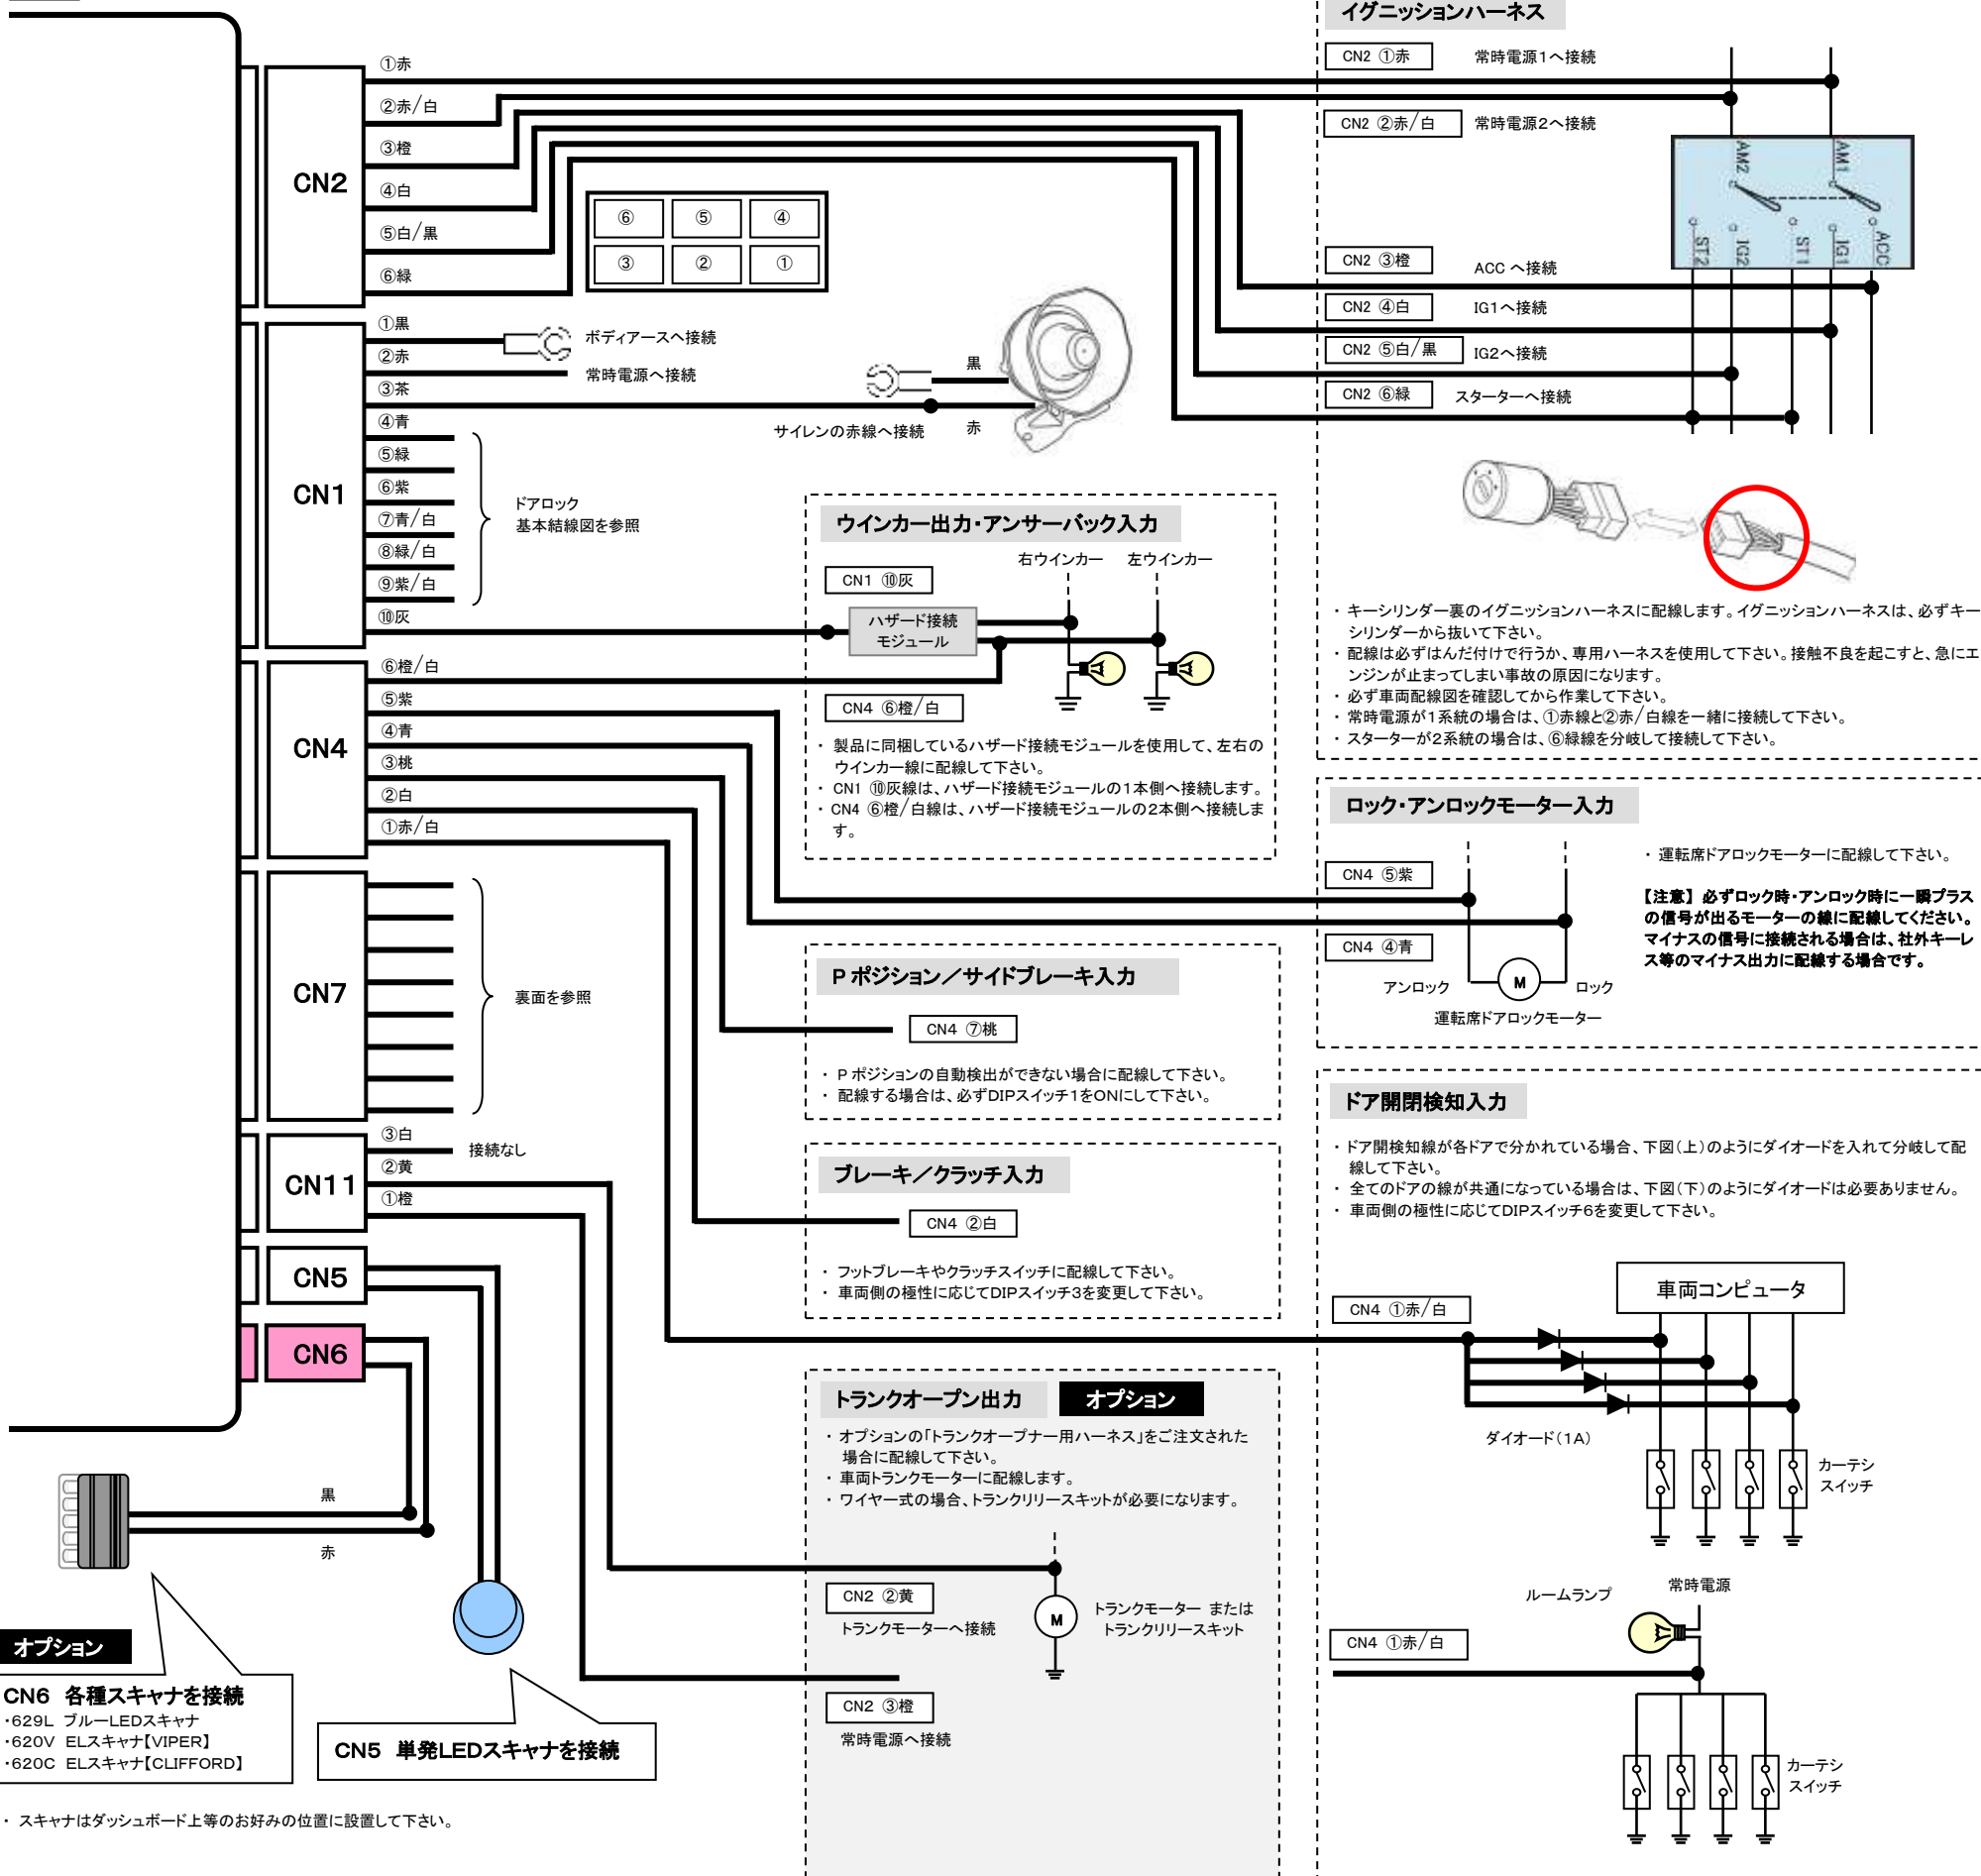 ①赤
②赤/白
③橙
④白
⑤白/黒
⑥緑
CN2
⑥ ⑤ ④
③ ② ①
①黒
②赤
③茶
④青
⑤緑
⑥紫
⑦青/白
⑧緑/白
⑨紫/白
⑩灰
CN1
ボディアースへ接続
常時電源へ接続
黒
赤
サイレンの赤線へ接続
ドアロック
基本結線図を参照
⑥橙/白
⑤紫
④青
③桃
②白
①赤/白
CN4
CN7
裏面を参照
③白
②黄
①橙
接続なし
CN11
CN5
CN6
黒
赤
オプション
CN6 各種スキャナを接続
・629L ブルーLEDスキャナ
・620V ELスキャナ【VIPER】
・620C ELスキャナ【CLIFFORD】
CN5 単発LEDスキャナを接続
・ スキャナはダッシュボード上等のお好みの位置に設置して下さい。
ウインカー出力・アンサーバック入力
右ウインカー 左ウインカー
CN1 ⑩灰
ハザード接続
モジュール
CN4 ⑥橙/白
・ 製品に同梱しているハザード接続モジュールを使用して、左右の
ウインカー線に配線して下さい。
・ CN1 ⑩灰線は、ハザード接続モジュールの1本側へ接続します。
・ CN4 ⑥橙/白線は、ハザード接続モジュールの2本側へ接続しま
す。
P ポジション／サイドブレーキ入力
CN4 ⑦桃
・ P ポジションの自動検出ができない場合に配線して下さい。
・ 配線する場合は、必ずDIPスイッチ1をONにして下さい。
ブレーキ／クラッチ入力
CN4 ②白
・ フットブレーキやクラッチスイッチに配線して下さい。
・ 車両側の極性に応じてDIPスイッチ3を変更して下さい。
トランクオープン出力 オプション
・ オプションの「トランクオープナー用ハーネス」をご注文された
場合に配線して下さい。
・ 車両トランクモーターに配線します。
・ ワイヤー式の場合、トランクリリースキットが必要になります。
CN2 ②黄
トランクモーターへ接続
M
トランクモーター または
トランクリリースキット
CN2 ③橙
常時電源へ接続
イグニッションハーネス
CN2 ①赤 常時電源1へ接続
CN2 ②赤/白 常時電源2へ接続
AM2 AM1
ST2 IG2 ST1 IG1 ACC
CN2 ③橙 ACC へ接続
CN2 ④白 IG1へ接続
CN2 ⑤白/黒 IG2へ接続
CN2 ⑥緑 スターターへ接続
・ キーシリンダー裏のイグニッションハーネスに配線します。イグニッションハーネスは、必ずキー
シリンダーから抜いて下さい。
・ 配線は必ずはんだ付けで行うか、専用ハーネスを使用して下さい。接触不良を起こすと、急にエ
ンジンが止まってしまい事故の原因になります。
・ 必ず車両配線図を確認してから作業して下さい。
・ 常時電源が1系統の場合は、①赤線と②赤/白線を一緒に接続して下さい。
・ スターターが2系統の場合は、⑥緑線を分岐して接続して下さい。
ロック・アンロックモーター入力
CN4 ⑤紫
CN4 ④青
アンロック M ロック
運転席ドアロックモーター
・ 運転席ドアロックモーターに配線して下さい。
【注意】 必ずロック時・アンロック時に一瞬プラス
の信号が出るモーターの線に配線してください。
マイナスの信号に接続される場合は、社外キーレ
ス等のマイナス出力に配線する場合です。
ドア開閉検知入力
・ ドア開検知線が各ドアで分かれている場合、下図（上）のようにダイオードを入れて分岐して配
線して下さい。
・ 全てのドアの線が共通になっている場合は、下図（下）のようにダイオードは必要ありません。
・ 車両側の極性に応じてDIPスイッチ6を変更して下さい。
車両コンピュータ
CN4 ①赤/白
ダイオード（1A）
カーテシ
スイッチ
ルームランプ
常時電源
CN4 ①赤/白
カーテシ
スイッチ